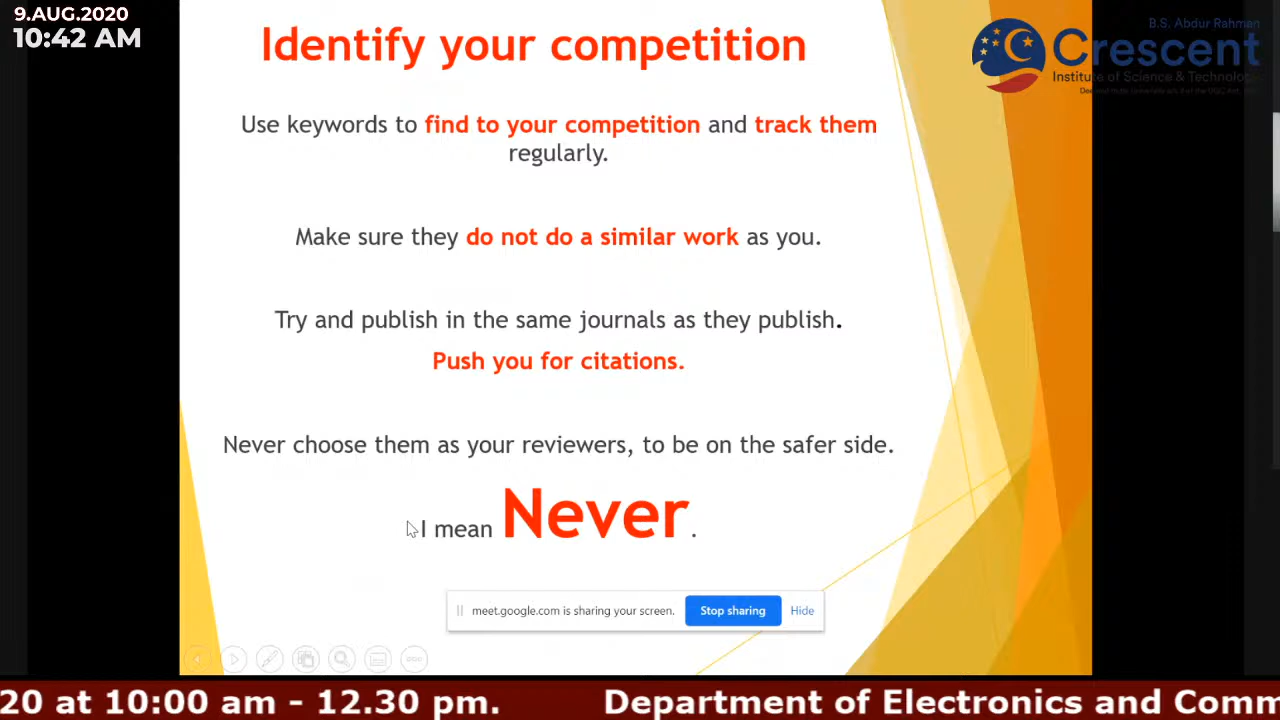 9.AUG.2020
10:42 AM
Identify your competition
B.S. Abdur Rahman
Crescent
Institute of Science & Technology
Use keywords to find to your competition and track them
regularly.
Make sure they do not do a similar work as you.
Try and publish in the same journals as they publish.
Push you for citations.
Never choose them as your reviewers, to be on the safer side.
I mean Never.
meet.google.com is sharing your screen. Stop sharing Hide
20 at 10:00 am - 12.30 pm. Department of Electronics and Comm